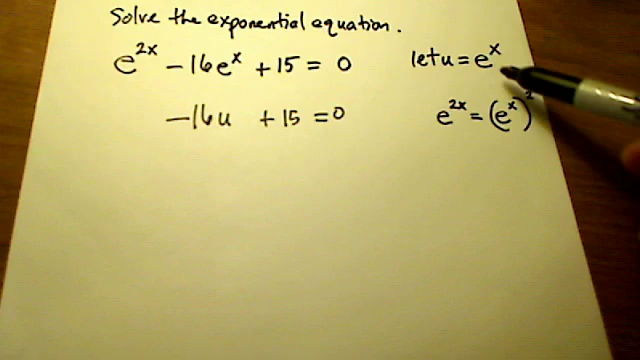 Solve the exponential equation.
e^{2x} - 16e^x + 15 = 0 let u = e^x
-16u + 15 = 0 e^{2x} = (e^x)^2